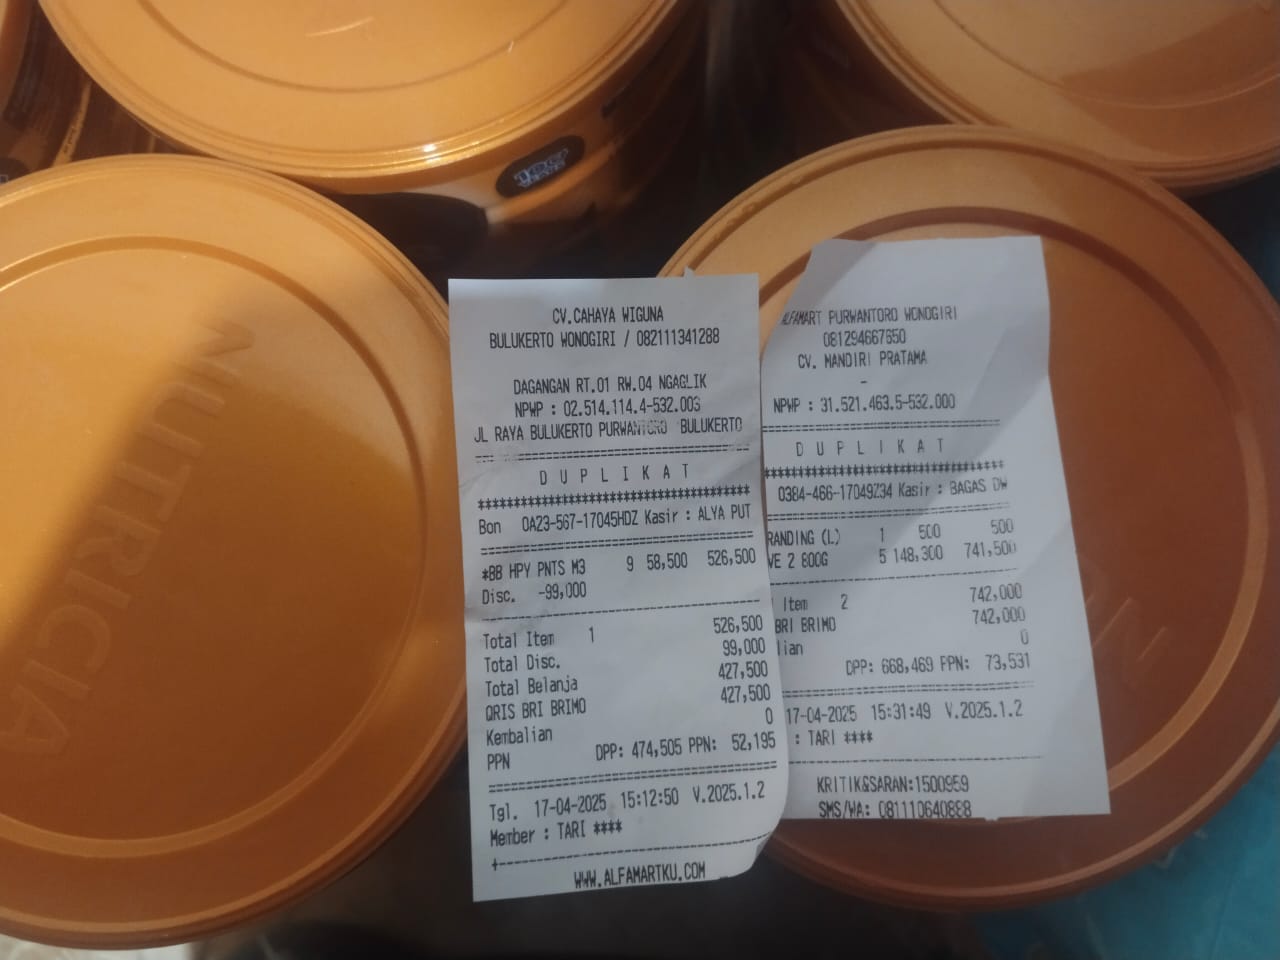 NUTRICIA
CV.CAHAYA WIGUNA
BULUKERTO WONOGIRI / 082111341288
DAGANGAN RT.01 RW.04 NGAGLIK
NPWP : 02.514.114.4-532.003
JL RAYA BULUKERTO PURWANTORO BULUKERTO
D U P L I K A T
Bon 0A23-567-17045HDZ Kasir : ALYA PUT
*BB HPY PNTS M3 9 58,500 526,500
Disc. -99,000
Total Item 1 526,500
Total Disc. 99,000
Total Belanja 427,500
QRIS BRI BRIMO 427,500
Kembalian 0
PPN DPP: 474,505 PPN: 52,195
Tgl. 17-04-2025 15:12:50 V.2025.1.2
Member : TARI ****
WWW.ALFAMARTKU.COM
ALFAMART PURWANTORO WONOGIRI
081294667650
CV. MANDIRI PRATAMA
-
NPWP : 31.521.463.5-532.000
D U P L I K A T
0384-466-17049Z34 Kasir : BAGAS DW
RANDING (L) 1 500 500
VE 2 800G 5 148,300 741,500
Item 2 742,000
BRI BRIMO 742,000
lian 0
DPP: 668,469 PPN: 73,531
17-04-2025 15:31:49 V.2025.1.2
: TARI ****
KRITIK&SARAN:1500959
SMS/WA: 081110640888